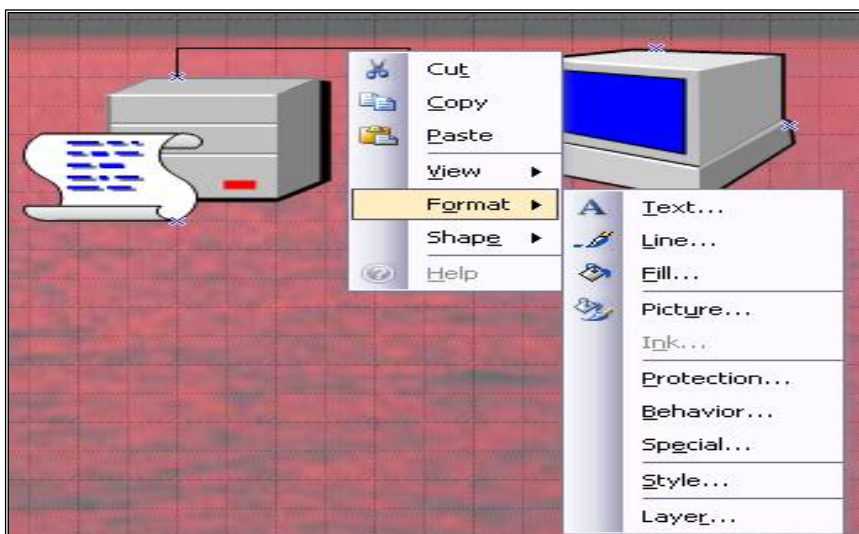 Cut
Copy
Paste
View
Format
Shape
Help
Text...
Line...
Fill...
Picture...
Ink...
Protection...
Behavior...
Special...
Style...
Layer...